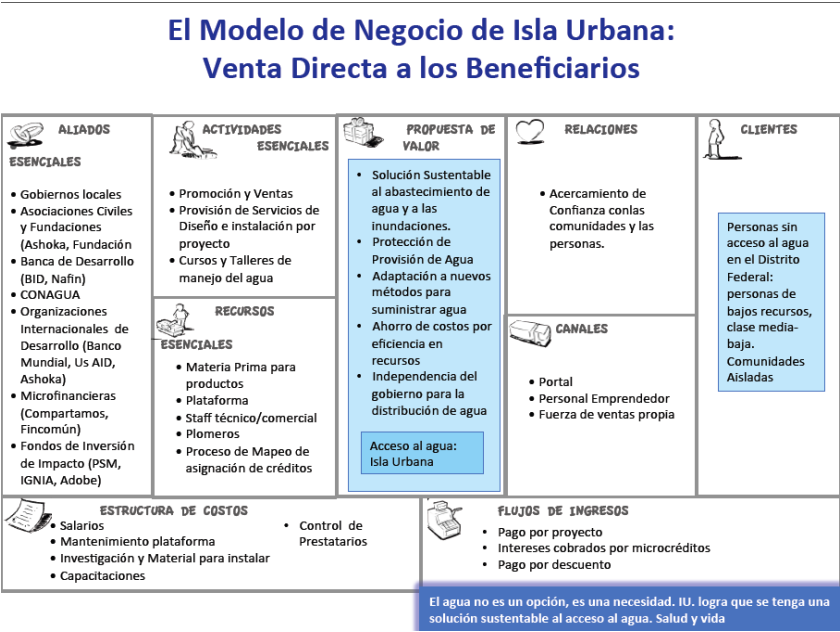 El Modelo de Negocio de Isla Urbana:
Venta Directa a los Beneficiarios
ALIADOS
ESENCIALES
• Gobiernos locales
• Asociaciones Civiles
y Fundaciones
(Ashoka, Fundación
• Banca de Desarrollo
(BID, Nafin)
• CONAGUA
• Organizaciones
Internacionales de
Desarrollo (Banco
Mundial, Us AID,
Ashoka)
• Microfinancieras
(Compartamos,
Fincomún)
• Fondos de Inversión
de Impacto (PSM,
IGNIA, Adobe)
ACTIVIDADES
ESENCIALES
• Promoción y Ventas
• Provisión de Servicios de
Diseño e instalación por
proyecto
• Cursos y Talleres de
manejo del agua
RECURSOS
ESENCIALES
• Materia Prima para
productos
• Plataforma
• Staff técnico/comercial
• Plomeros
• Proceso de Mapeo de
asignación de créditos
PROPUESTA DE
VALOR
• Solución Sustentable
al abastecimiento de
agua y a las
inundaciones.
• Protección de
Provisión de Agua
• Adaptación a nuevos
métodos para
suministrar agua
• Ahorro de costos por
eficiencia en
recursos
• Independencia del
gobierno para la
distribución de agua
Acceso al agua:
Isla Urbana
RELACIONES
• Acercamiento de
Confianza conlas
comunidades y las
personas.
CANALES
• Portal
• Personal Emprendedor
• Fuerza de ventas propia
CLIENTES
Personas sin
acceso al agua
en el Distrito
Federal:
personas de
bajos recursos,
clase media-
baja.
Comunidades
Aisladas
ESTRUCTURA DE COSTOS
• Salarios
• Mantenimiento plataforma
• Investigación y Material para instalar
• Capacitaciones
• Control de
Prestatarios
FLUJOS DE INGRESOS
• Pago por proyecto
• Intereses cobrados por microcréditos
• Pago por descuento
El agua no es un opción, es una necesidad. IU. logra que se tenga una
solución sustentable al acceso al agua. Salud y vida